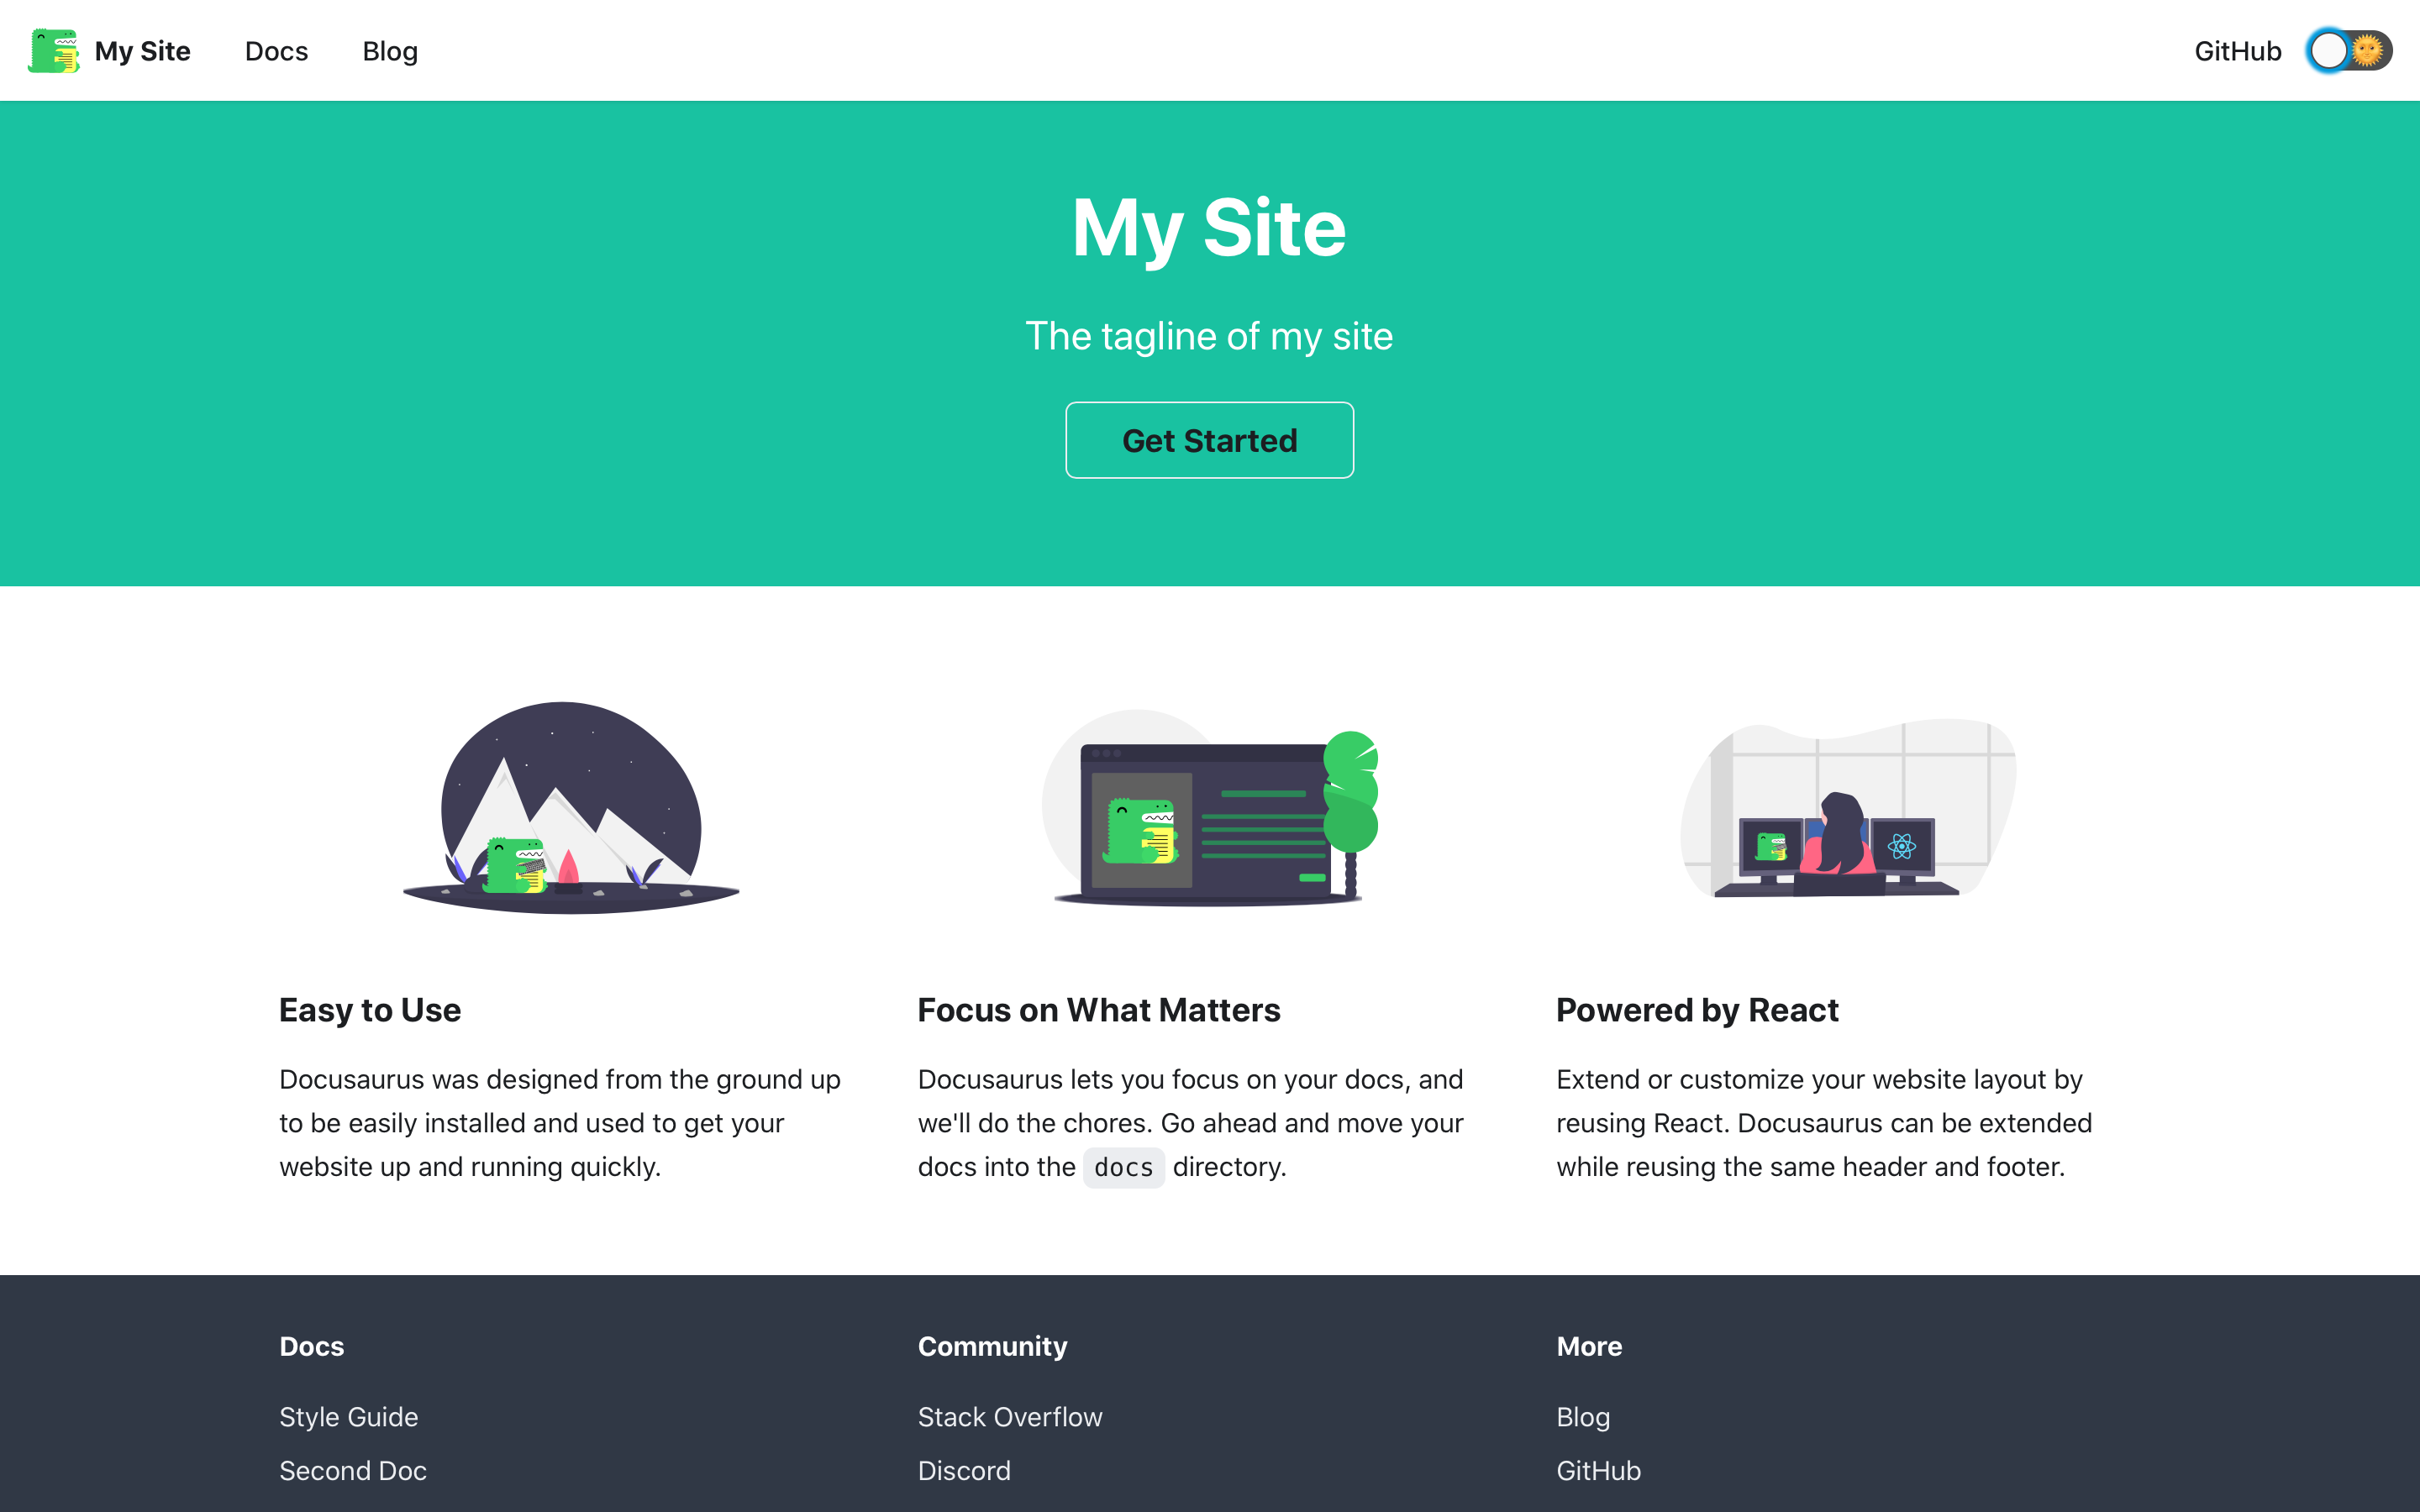 My Site Docs Blog GitHub
My Site
The tagline of my site
Get Started
Easy to Use
Docusaurus was designed from the ground up
to be easily installed and used to get your
website up and running quickly.
Focus on What Matters
Docusaurus lets you focus on your docs, and
we'll do the chores. Go ahead and move your
docs into the docs directory.
Powered by React
Extend or customize your website layout by
reusing React. Docusaurus can be extended
while reusing the same header and footer.
Docs
Style Guide
Second Doc
Community
Stack Overflow
Discord
More
Blog
GitHub